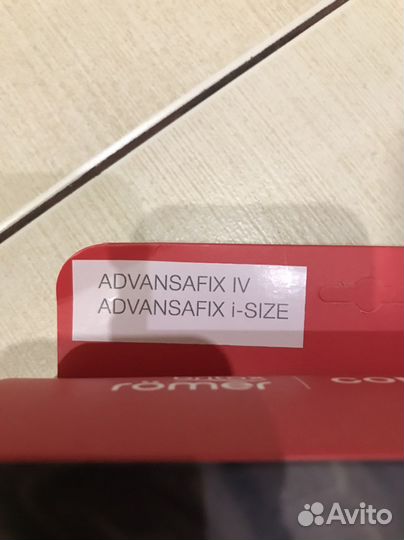 ADVANSAFIX IV
ADVANSAFIX i-SIZE
römer
Avito